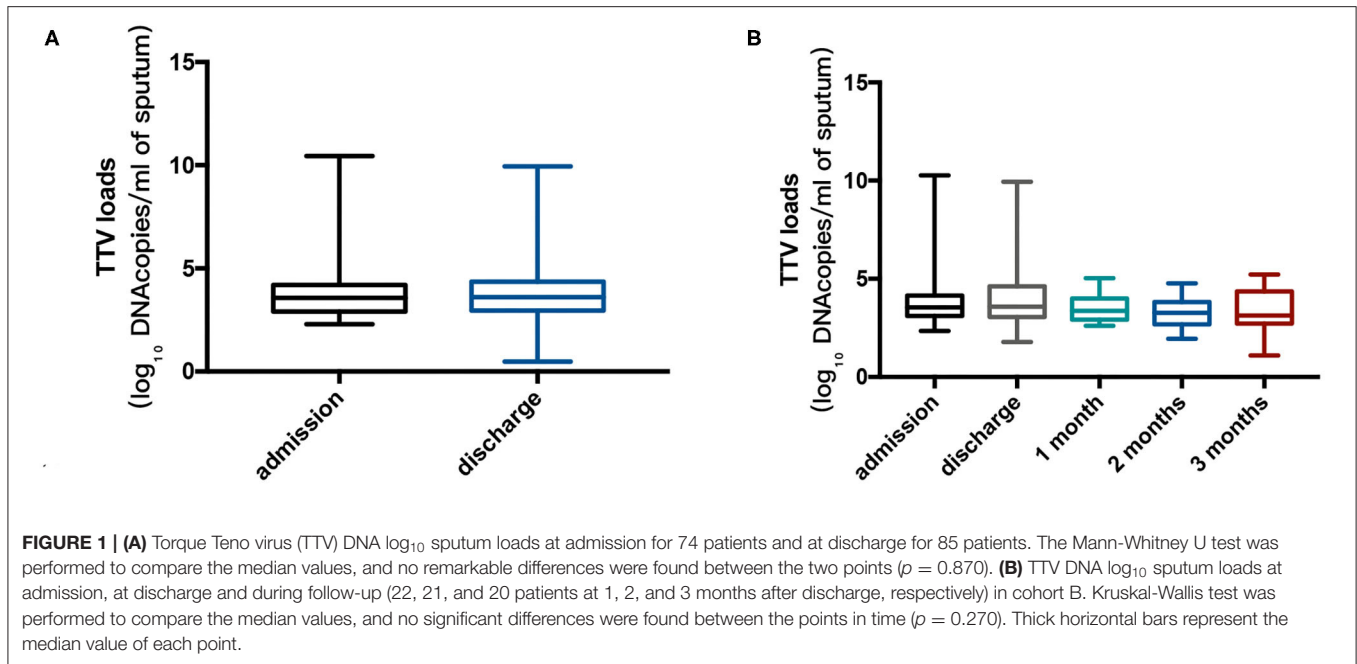 A
TTV loads
(log10 DNAcopies/ml of sputum)
15
10
5
0
admission
discharge
B
TTV loads
(log10 DNAcopies/ml of sputum)
15
10
5
0
admission
discharge
1 month
2 months
3 months
FIGURE 1 | (A) Torque Teno virus (TTV) DNA log10 sputum loads at admission for 74 patients and at discharge for 85 patients. The Mann-Whitney U test was
performed to compare the median values, and no remarkable differences were found between the two points (p = 0.870). (B) TTV DNA log10 sputum loads at
admission, at discharge and during follow-up (22, 21, and 20 patients at 1, 2, and 3 months after discharge, respectively) in cohort B. Kruskal-Wallis test was
performed to compare the median values, and no significant differences were found between the points in time (p = 0.270). Thick horizontal bars represent the
median value of each point.